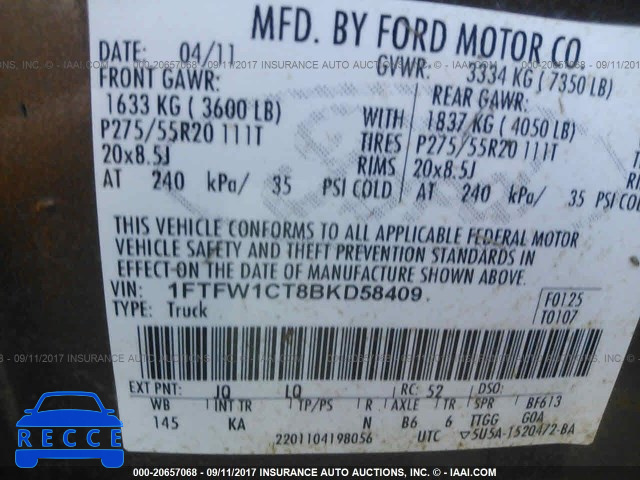 MFD. BY FORD MOTOR CO
DATE: 04/11 GVWR: 3334 KG ( 7350 LB)
FRONT GAWR: REAR GAWR:
1633 KG ( 3600 LB) WITH 1837 KG ( 4050 LB)
P275/55R20 111T TIRES P275/55R20 111T
20x8.5J RIMS 20x8.5J
AT 240 kPa/ 35 PSI COLD AT 240 kPa/ 35 PSI COL
THIS VEHICLE CONFORMS TO ALL APPLICABLE FEDERAL MOTOR
VEHICLE SAFETY AND THEFT PREVENTION STANDARDS IN EFFECT
ON THE DATE OF MANUFACTURE SHOWN ABOVE.
VIN: 1FTFW1CT8BKD58409 F0125
TYPE: Truck T0107
EXT PNT: JQ LQ RC: 52 DSO:
WB INT TR TP/PS R AXLE TR SPR BF613
145 KA N B6 6 TTGG G0A
2201104198056 UTC 5U5A-1520472-BA
000-20657068 - 09/11/2017 INSURANCE AUTO AUCTIONS - IAAI.COM
RECCE